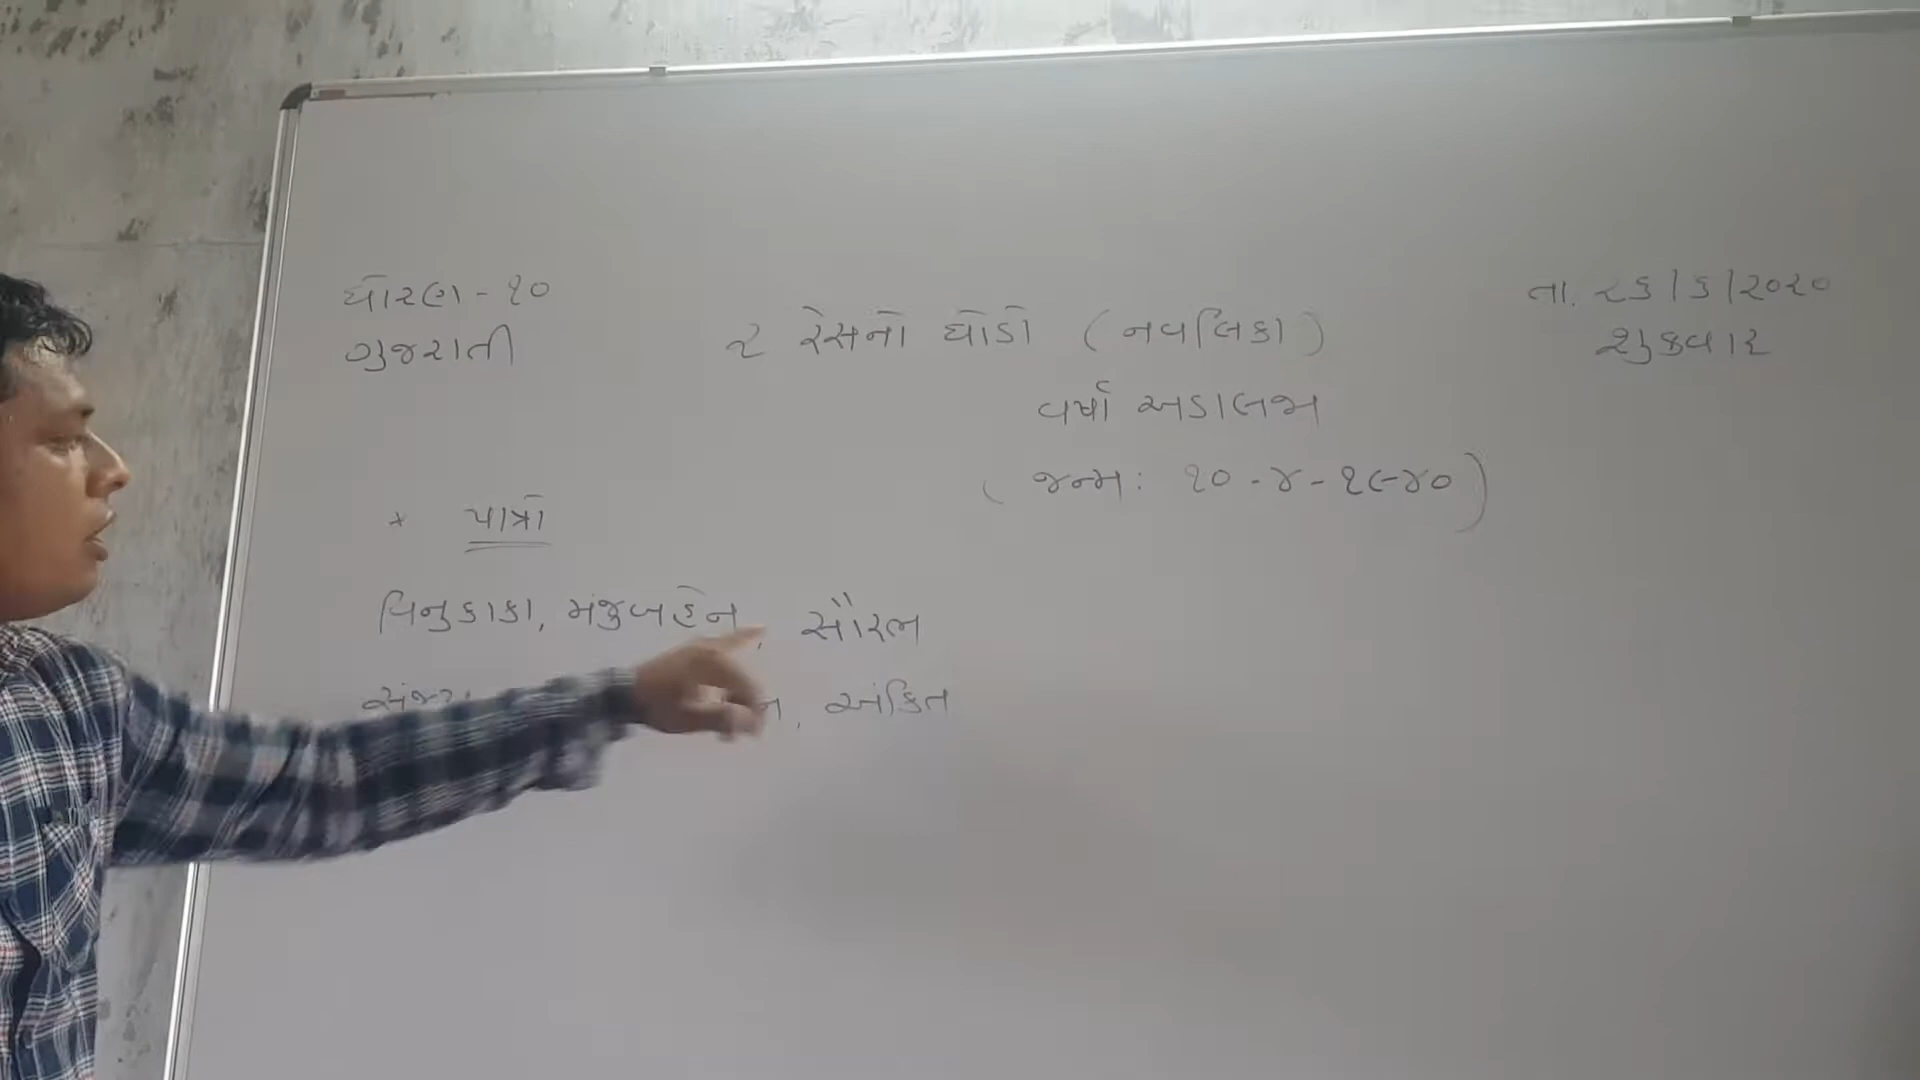 ધોરણ - ૧૦
ગુજરાતી
૨ રેસનો ઘોડો (નવલિકા)
વર્ષા અડાલજા
(જન્મ: ૧૦-૪-૧૯૪૦)
તા. ૨૬/૬/૨૦૨૦
શુક્રવાર
* પાત્રો
વિનુકાકા, મંજુબહેન, સૌરભ
અંકિત